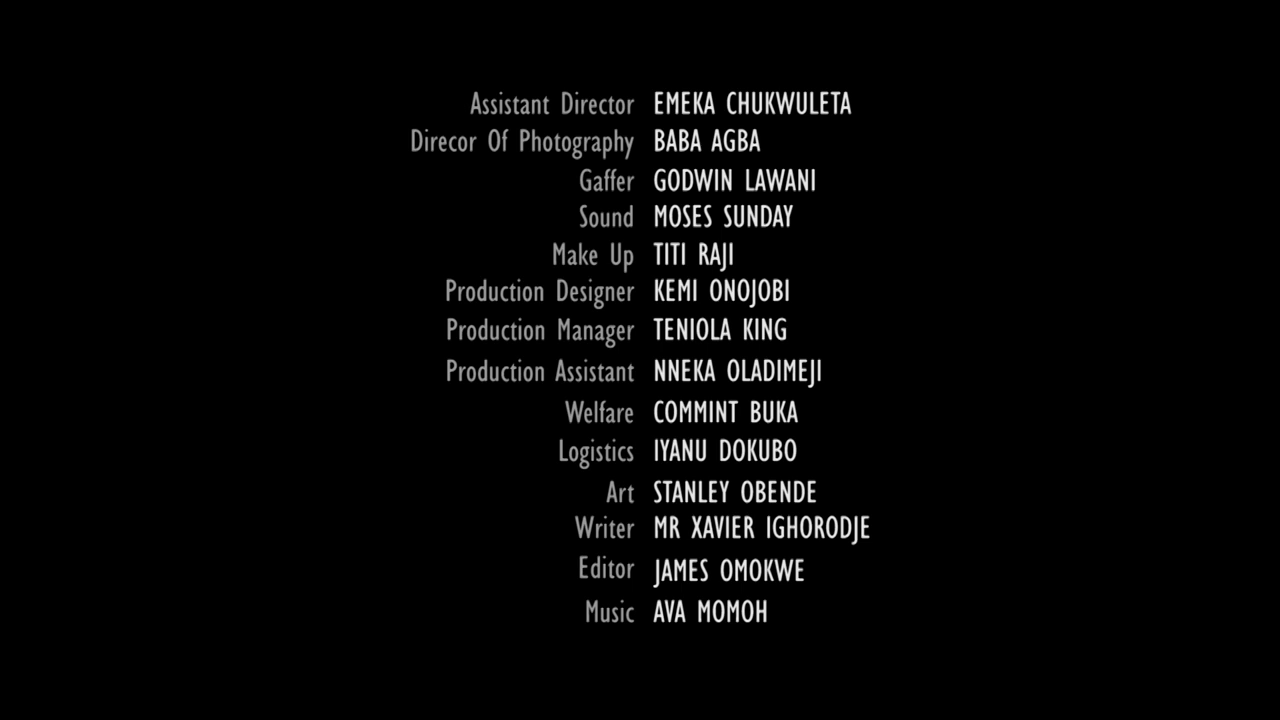 Assistant Director EMEKA CHUKWULETA
Direcor Of Photography BABA AGBA
Gaffer GODWIN LAWANI
Sound MOSES SUNDAY
Make Up TITI RAJI
Production Designer KEMI ONOJOBI
Production Manager TENIOLA KING
Production Assistant NNEKA OLADIMEJI
Welfare COMMINT BUKA
Logistics IYANU DOKUBO
Art STANLEY OBENDE
Writer MR XAVIER IGHORODJE
Editor JAMES OMOKWE
Music AVA MOMOH